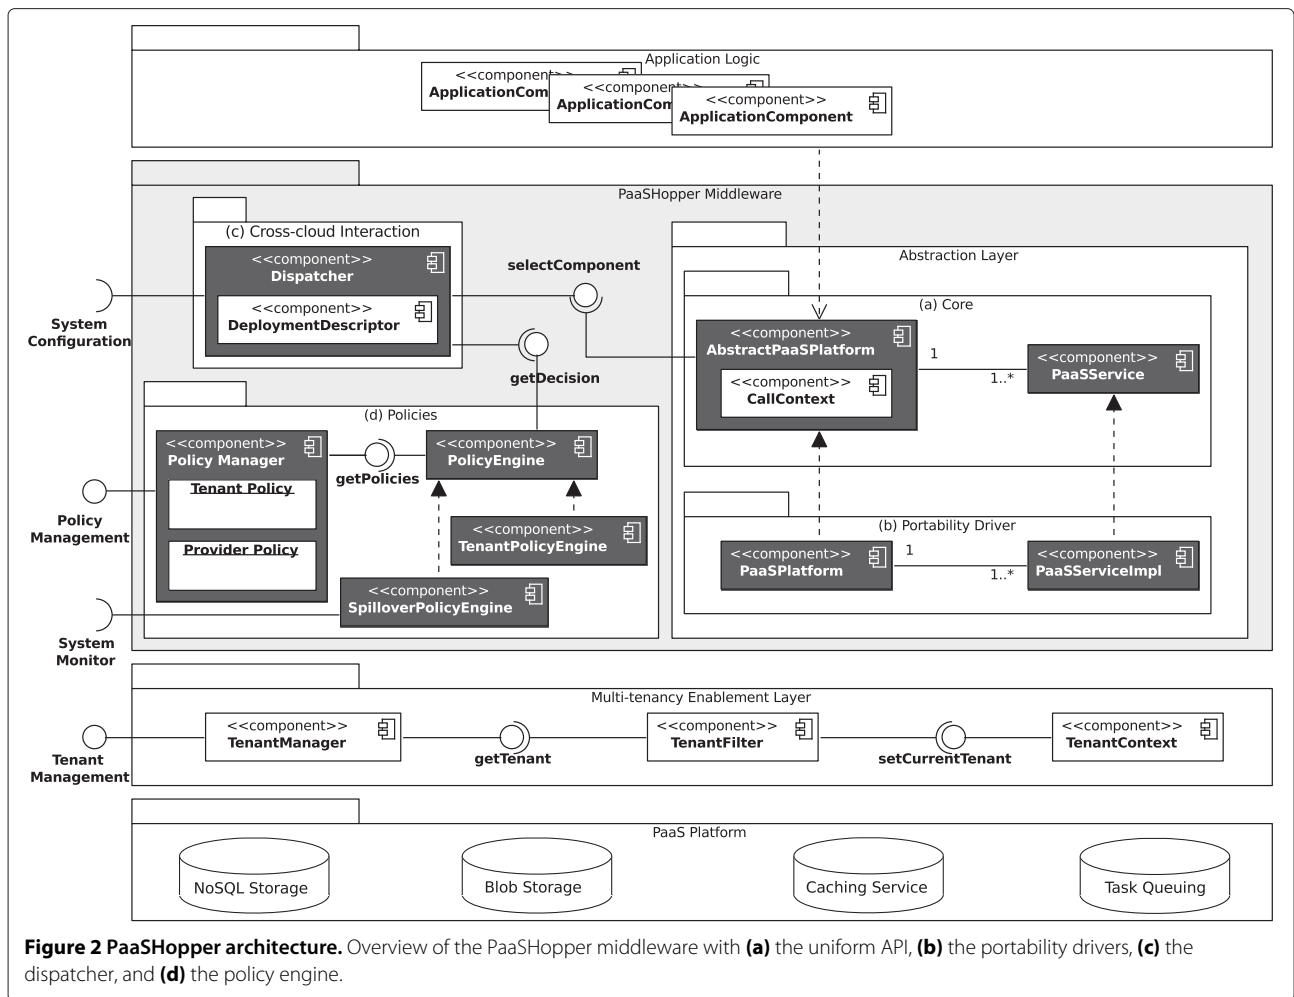 Application Logic
<<component>>
ApplicationCom
<<component>>
ApplicationCom
<<component>>
ApplicationComponent
PaaSHopper Middleware
(c) Cross-cloud Interaction
<<component>>
Dispatcher
<<component>>
DeploymentDescriptor
System
Configuration
selectComponent
getDecision
Abstraction Layer
(a) Core
<<component>>
AbstractPaaSPlatform
<<component>>
CallContext
1
1..*
<<component>>
PaaSService
(d) Policies
<<component>>
Policy Manager
Tenant Policy
Provider Policy
getPolicies
<<component>>
PolicyEngine
<<component>>
TenantPolicyEngine
<<component>>
SpilloverPolicyEngine
Policy
Management
System
Monitor
(b) Portability Driver
<<component>>
PaaSPlatform
1
1..*
<<component>>
PaaSServiceImpl
Multi-tenancy Enablement Layer
<<component>>
TenantManager
getTenant
<<component>>
TenantFilter
setCurrentTenant
<<component>>
TenantContext
Tenant
Management
PaaS Platform
NoSQL Storage
Blob Storage
Caching Service
Task Queuing
Figure 2 PaaSHopper architecture. Overview of the PaaSHopper middleware with (a) the uniform API, (b) the portability drivers, (c) the
dispatcher, and (d) the policy engine.